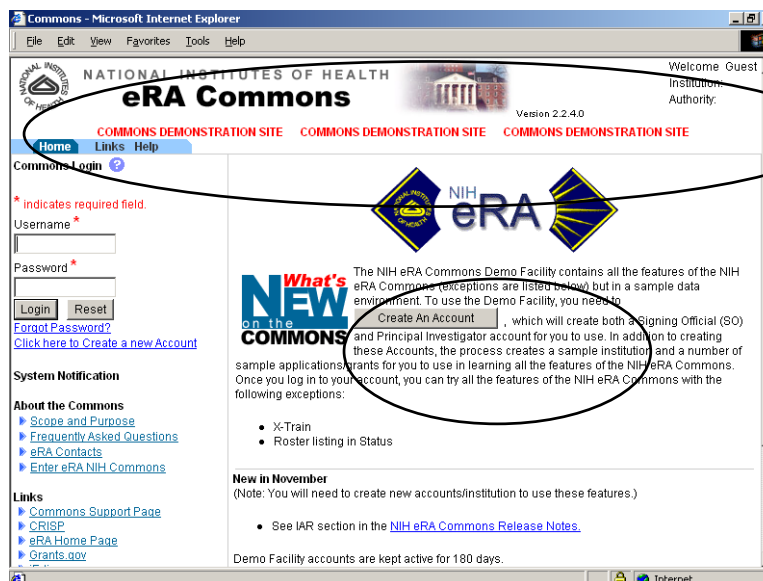 Commons - Microsoft Internet Explorer
File Edit View Favorites Tools Help
NATIONAL INSTITUTES OF HEALTH
eRA Commons
Version 2.2.4.0
Welcome Guest
Institution:
Authority:
COMMONS DEMONSTRATION SITE COMMONS DEMONSTRATION SITE COMMONS DEMONSTRATION SITE
Home Links Help
Commons Login ?
* indicates required field.
Username *
Password *
Login Reset
Forgot Password?
Click here to Create a new Account
System Notification
About the Commons
Scope and Purpose
Frequently Asked Questions
eRA Contacts
Enter eRA NIH Commons
Links
Commons Support Page
CRISP
eRA Home Page
Grants.gov
NIH
eRA
What's
NEW
on the
COMMONS
The NIH eRA Commons Demo Facility contains all the features of the NIH
eRA Commons (exceptions are listed below) but in a sample data
environment. To use the Demo Facility, you need to
Create An Account , which will create both a Signing Official (SO)
and Principal Investigator account for you to use. In addition to creating
these Accounts, the process creates a sample institution and a number of
sample applications/grants for you to use in learning all the features of the NIH eRA Commons.
Once you log in to your account, you can try all the features of the NIH eRA Commons with the
following exceptions:
• X-Train
• Roster listing in Status
New in November
(Note: You will need to create new accounts/institution to use these features.)
• See IAR section in the NIH eRA Commons Release Notes.
Demo Facility accounts are kept active for 180 days.
Internet